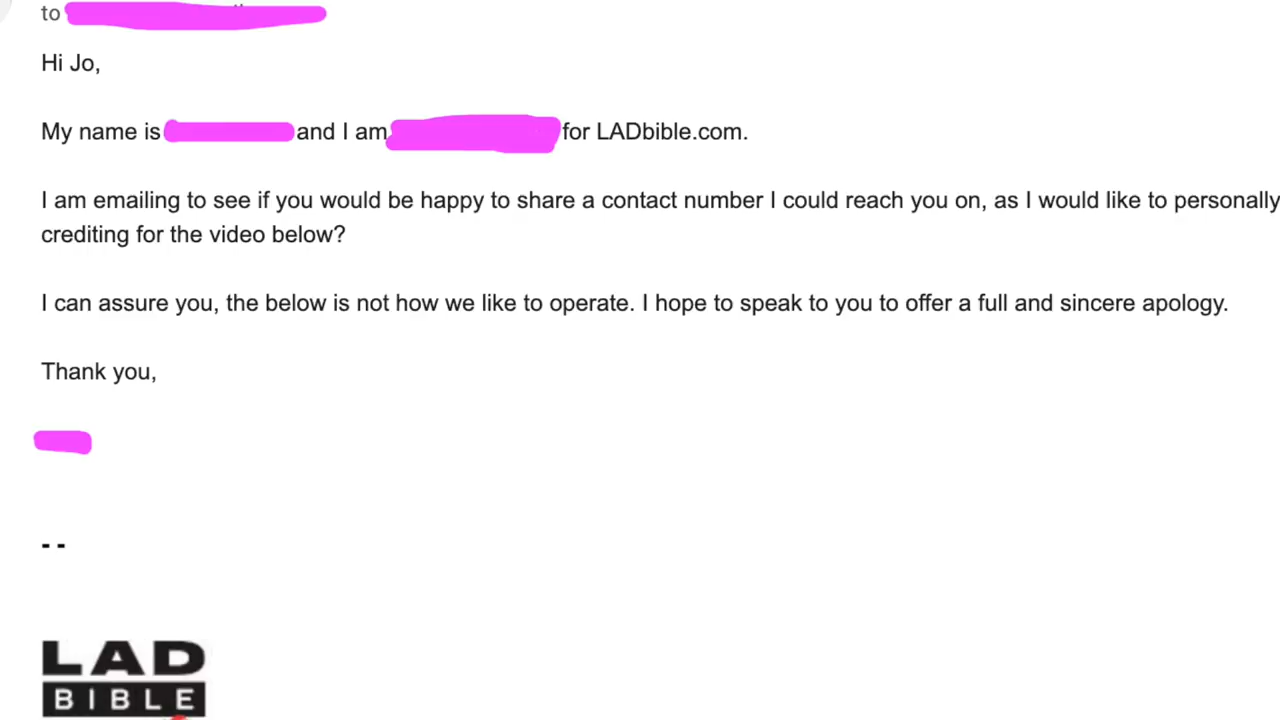 to
Hi Jo,
My name is and I am for LADbible.com.
I am emailing to see if you would be happy to share a contact number I could reach you on, as I would like to personally
crediting for the video below?
I can assure you, the below is not how we like to operate. I hope to speak to you to offer a full and sincere apology.
Thank you,
--
LAD
BIBLE